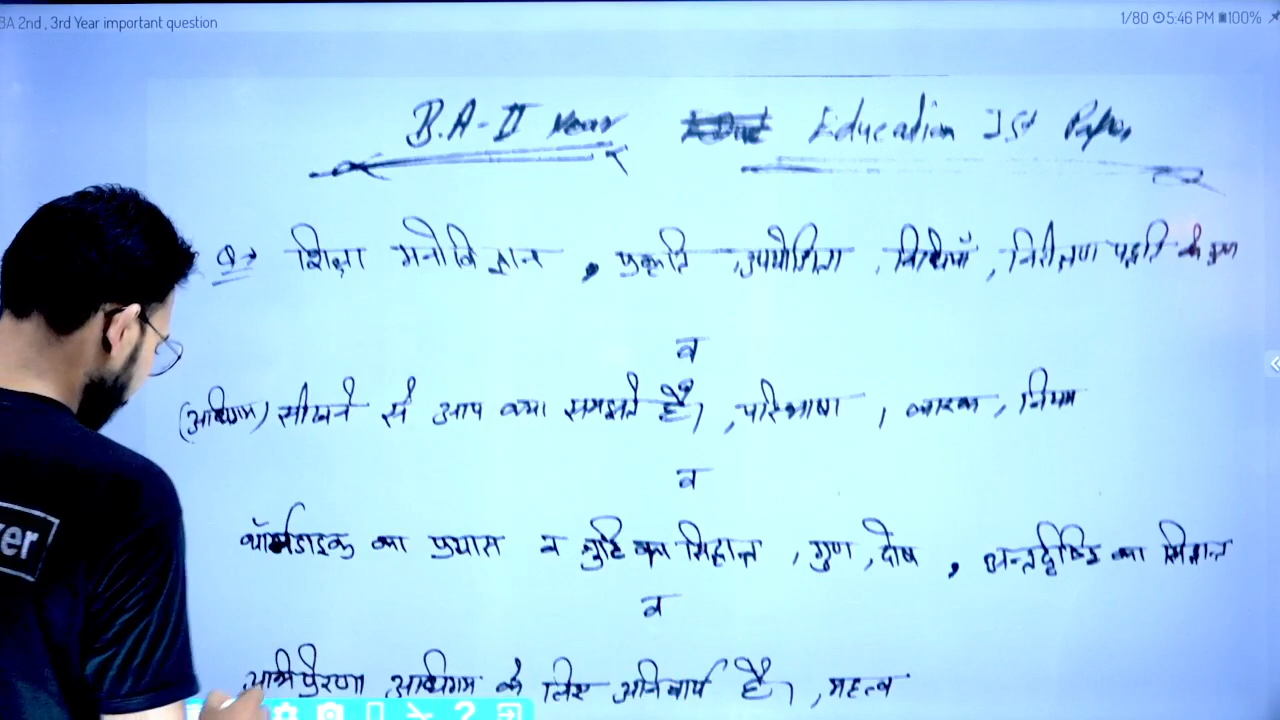 BA 2nd , 3rd Year important question
1/80 5:46 PM 100%
B.A-II Year Education Ist Paper
Q→ शिक्षा मनोविज्ञान , प्रकृति उपयोगिता , विधियाँ , निरीक्षण पद्धति के गुण
व
(अधिगम) सीखने से आप क्या समझते है। , परिभाषा , कारक , नियम
व
थॉर्नडाइक का प्रयास व त्रुटि का सिद्धान्त , गुण , दोष , अन्तर्दृष्टि का सिद्धान्त
व
अभिप्रेरणा अधिगम के लिए अनिवार्य है। , महत्व
er